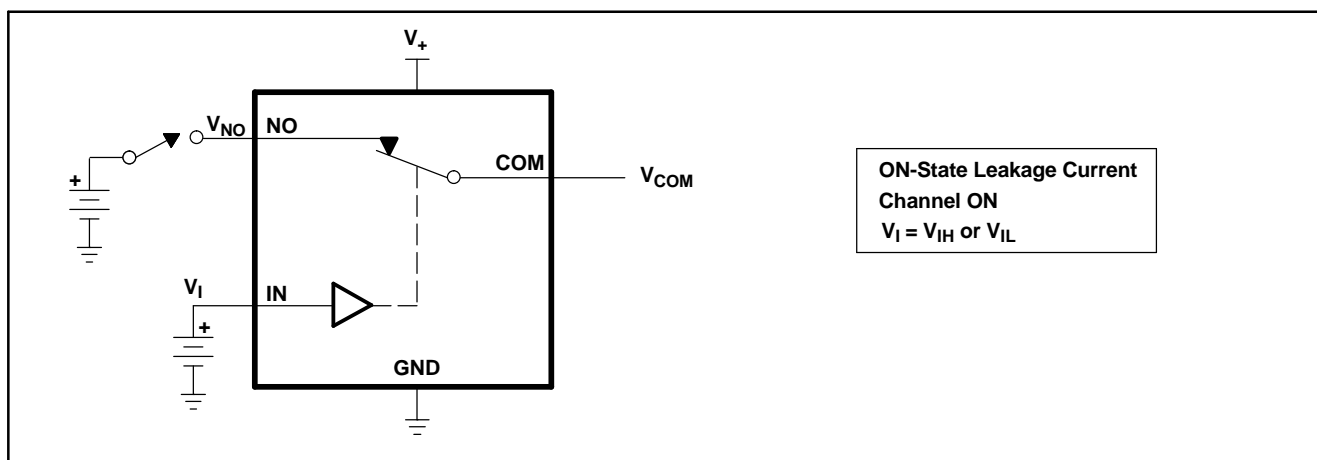 V+
VNO NO
COM
VCOM
+
VI IN
+
GND
ON-State Leakage Current
Channel ON
VI = VIH or VIL